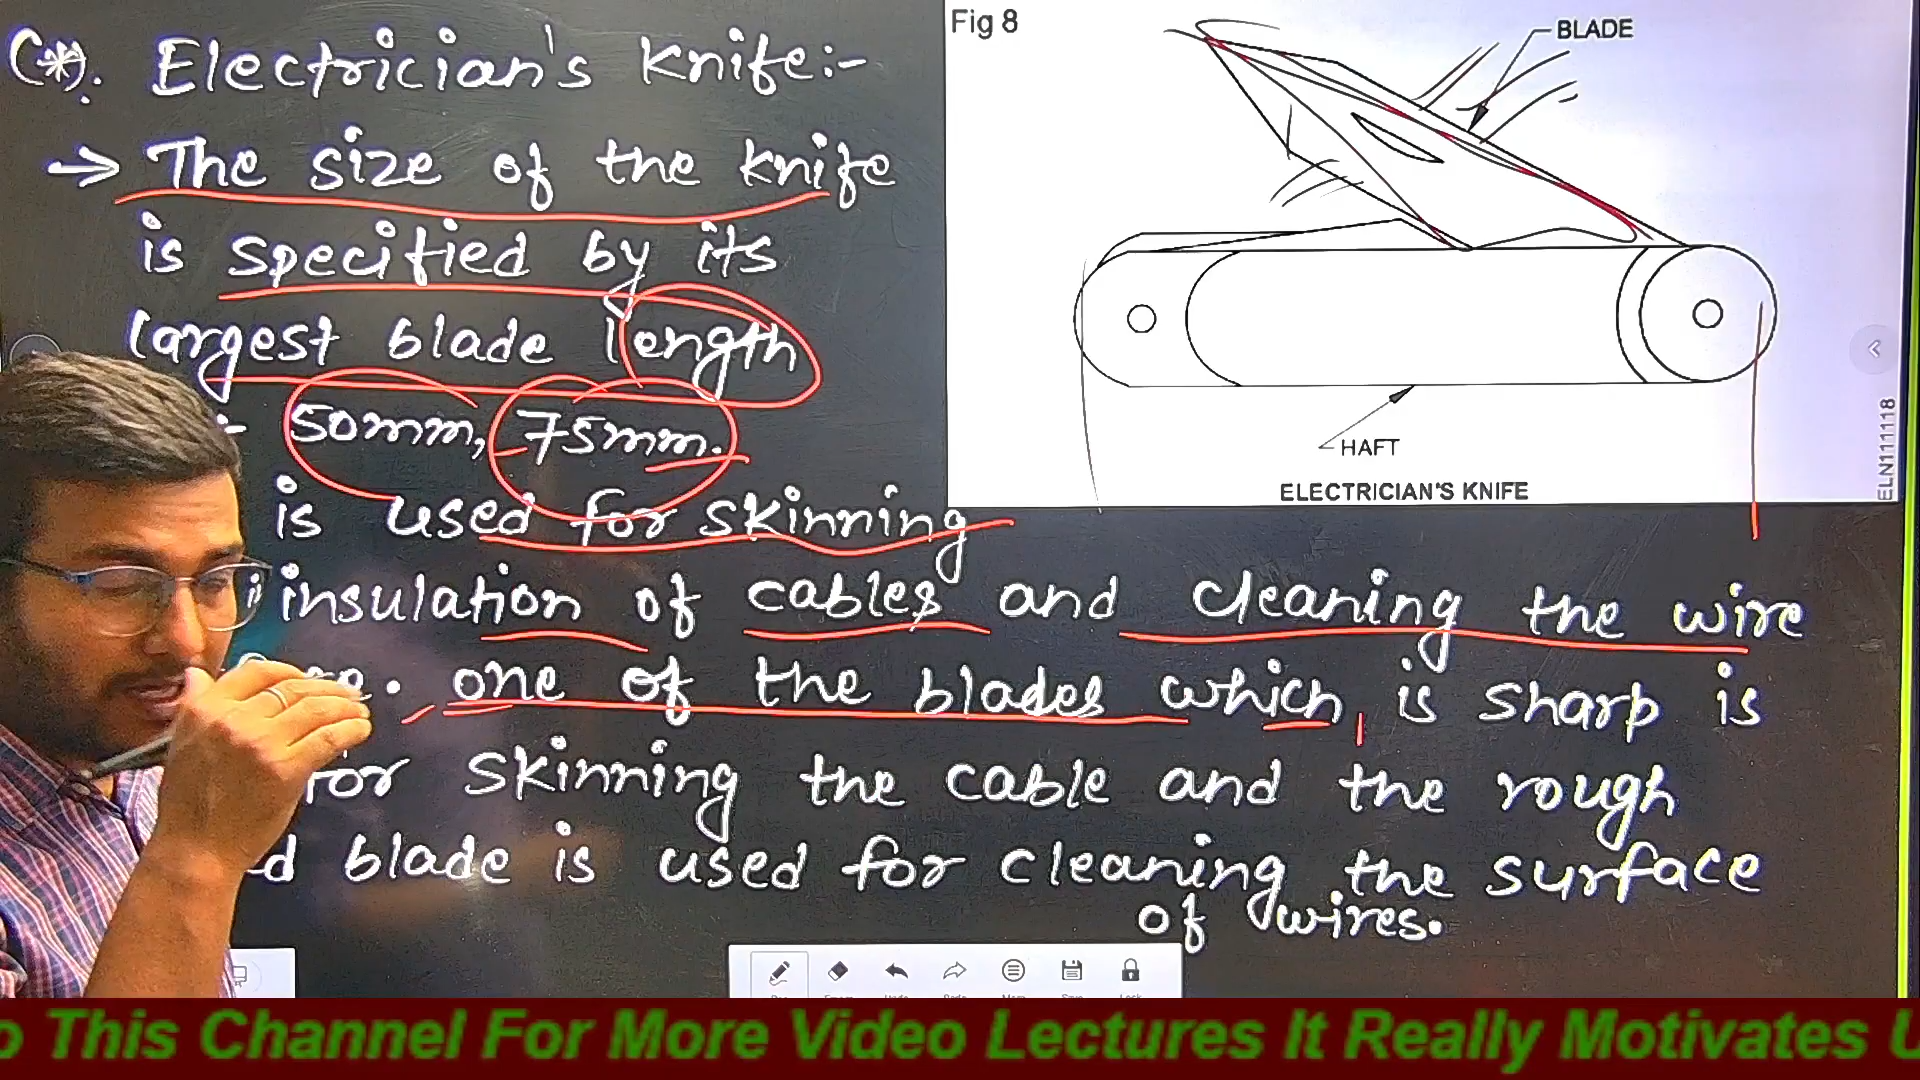 (*). Electrician's Knife:-
→ The size of the knife
is specified by its
largest blade length
:- 50mm, 75mm.
is used for skinning
insulation of cables and cleaning the wire
. one of the blades which is sharp is
for skinning the cable and the rough
blade is used for cleaning the surface
of wires.
Fig 8
BLADE
HAFT
ELECTRICIAN'S KNIFE
ELN111118
This Channel For More Video Lectures It Really Motivates